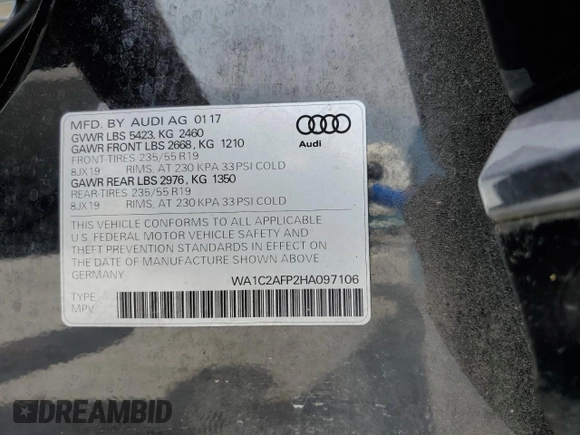 MFD. BY AUDI AG 01 17
GVWR LBS 5423, KG 2460
GAWR FRONT LBS 2668, KG 1210
FRONT-TIRES 235/55 R19
8JX19 RIMS, AT 230 KPA 33 PSI COLD
GAWR REAR LBS 2976, KG 1350
REAR-TIRES 235/55 R19
8JX19 RIMS, AT 230 KPA 33 PSI COLD
Audi
THIS VEHICLE CONFORMS TO ALL APPLICABLE
U.S. FEDERAL MOTOR VEHICLE SAFETY AND
THEFT PREVENTION STANDARDS IN EFFECT ON
THE DATE OF MANUFACTURE SHOWN ABOVE
GERMANY
WA1C2AFP2HA097106
TYPE
MPV
DREAMBID